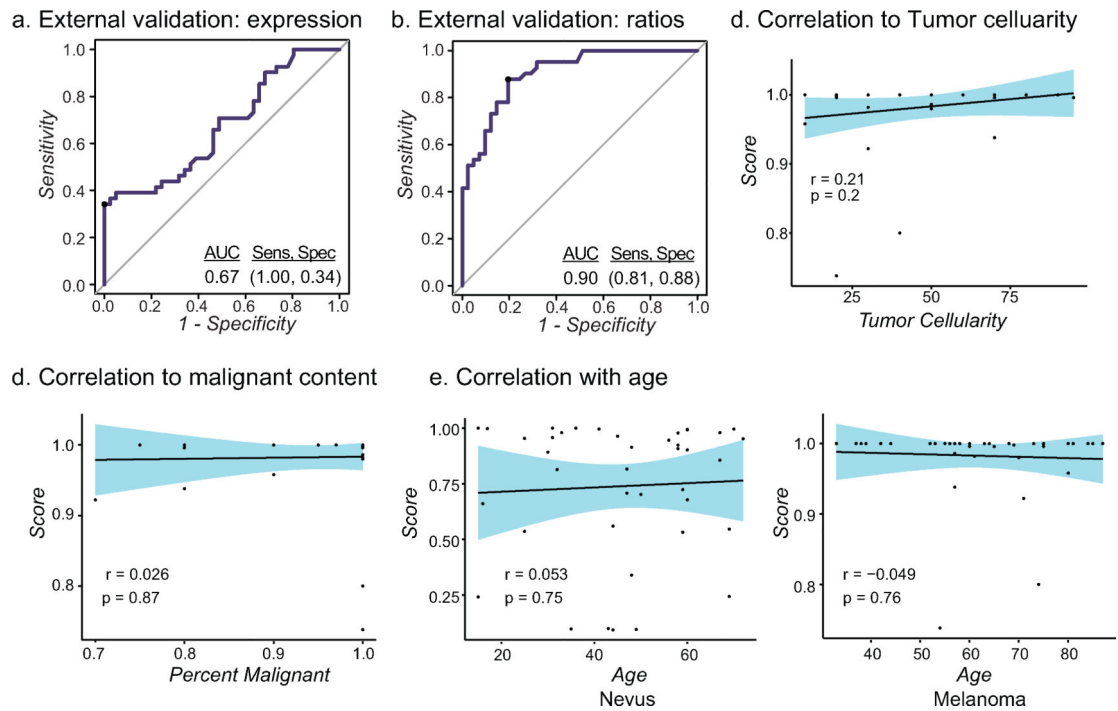 a. External validation: expression
1.0
0.8
0.6
0.4
0.2
0.0
Sensitivity
AUC Sens, Spec
0.67 (1.00, 0.34)
0.0 0.2 0.4 0.6 0.8 1.0
1 - Specificity
b. External validation: ratios
1.0
0.8
0.6
0.4
0.2
0.0
Sensitivity
AUC Sens, Spec
0.90 (0.81, 0.88)
0.0 0.2 0.4 0.6 0.8 1.0
1 - Specificity
d. Correlation to Tumor celluarity
1.0
0.9
0.8
Score
r = 0.21
p = 0.2
25 50 75
Tumor Cellularity
d. Correlation to malignant content
1.0
0.9
0.8
Score
r = 0.026
p = 0.87
0.7 0.8 0.9 1.0
Percent Malignant
e. Correlation with age
1.00
0.75
0.50
0.25
Score
r = 0.053
p = 0.75
20 40 60
Age
Nevus
1.0
0.9
0.8
Score
r = −0.049
p = 0.76
40 50 60 70 80
Age
Melanoma